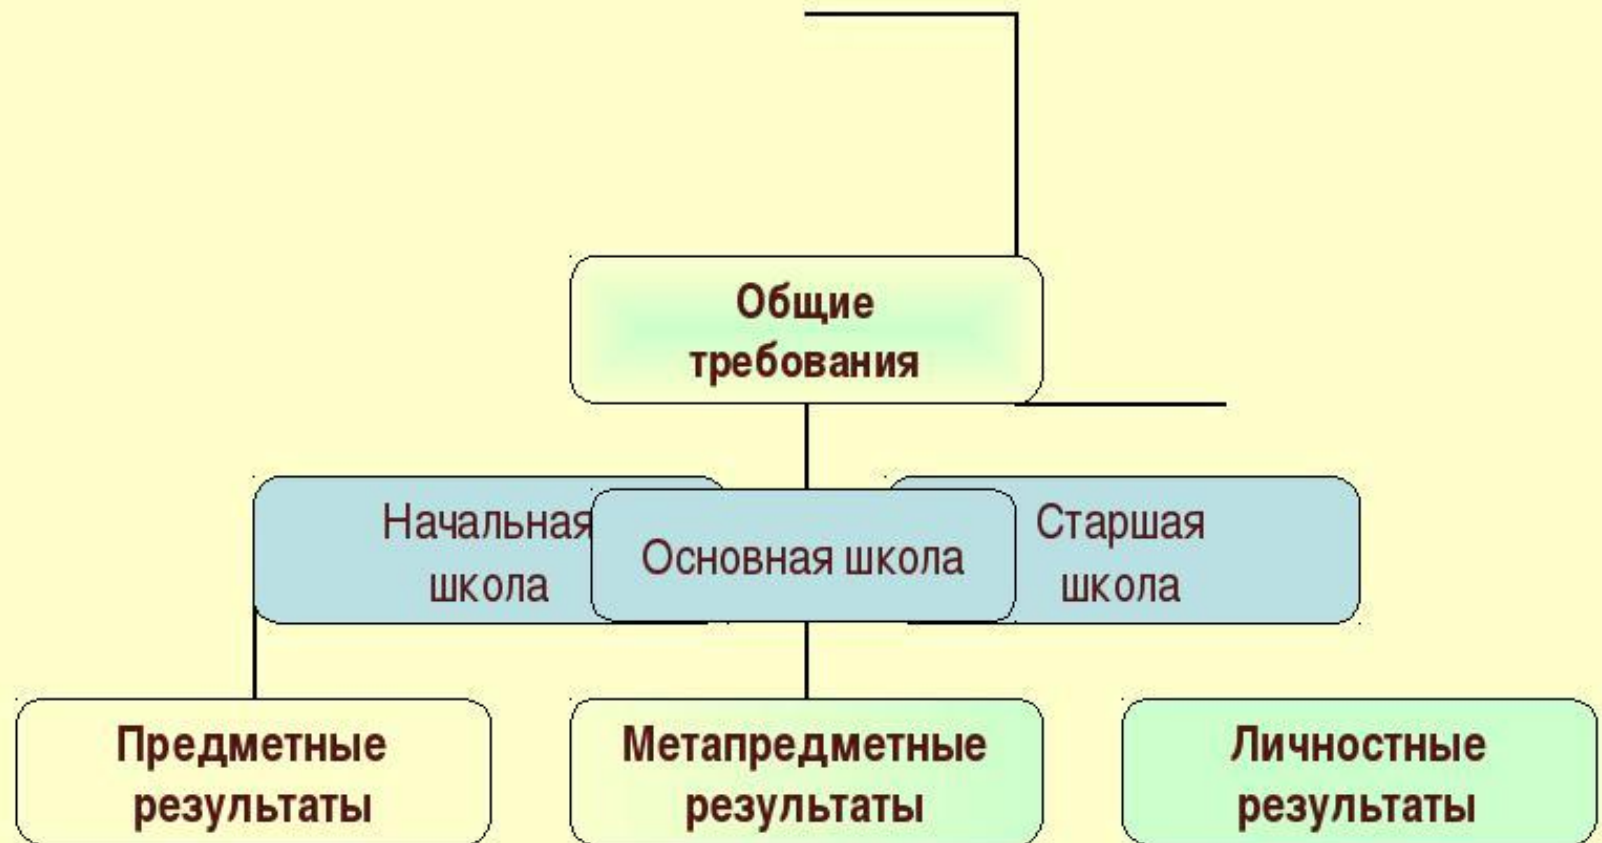 Общие
требования
Начальная
школа
Основная школа
Старшая
школа
Предметные
результаты
Метапредметные
результаты
Личностные
результаты